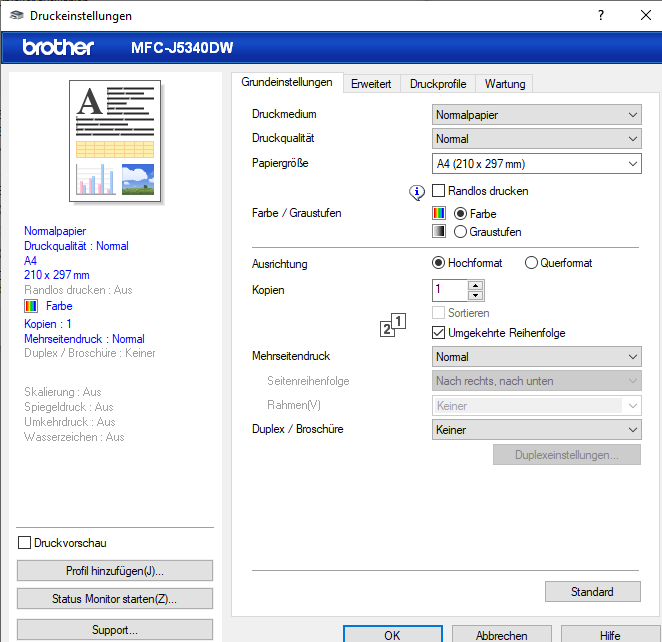 Druckeinstellungen
?
brother MFC-J5340DW
Grundeinstellungen Erweitert Druckprofile Wartung
A
Druckmedium Normalpapier
Druckqualität Normal
Papiergröße A4 (210 x 297 mm)
Randlos drucken
Farbe / Graustufen Farbe
Graustufen
Ausrichtung Hochformat Querformat
Kopien 1
Sortieren
2 1
Umgekehrte Reihenfolge
Mehrseitendruck Normal
Seitenreihenfolge Nach rechts, nach unten
Rahmen(V) Keiner
Duplex / Broschüre Keiner
Duplexeinstellungen...
Normalpapier
Druckqualität : Normal
A4
210 x 297 mm
Randlos drucken : Aus
Farbe
Kopien : 1
Mehrseitendruck : Normal
Duplex / Broschüre : Keiner
Skalierung : Aus
Spiegeldruck : Aus
Umkehrdruck : Aus
Wasserzeichen : Aus
Druckvorschau
Profil hinzufügen(J)...
Status Monitor starten(Z)...
Support...
Standard
OK Abbrechen Hilfe